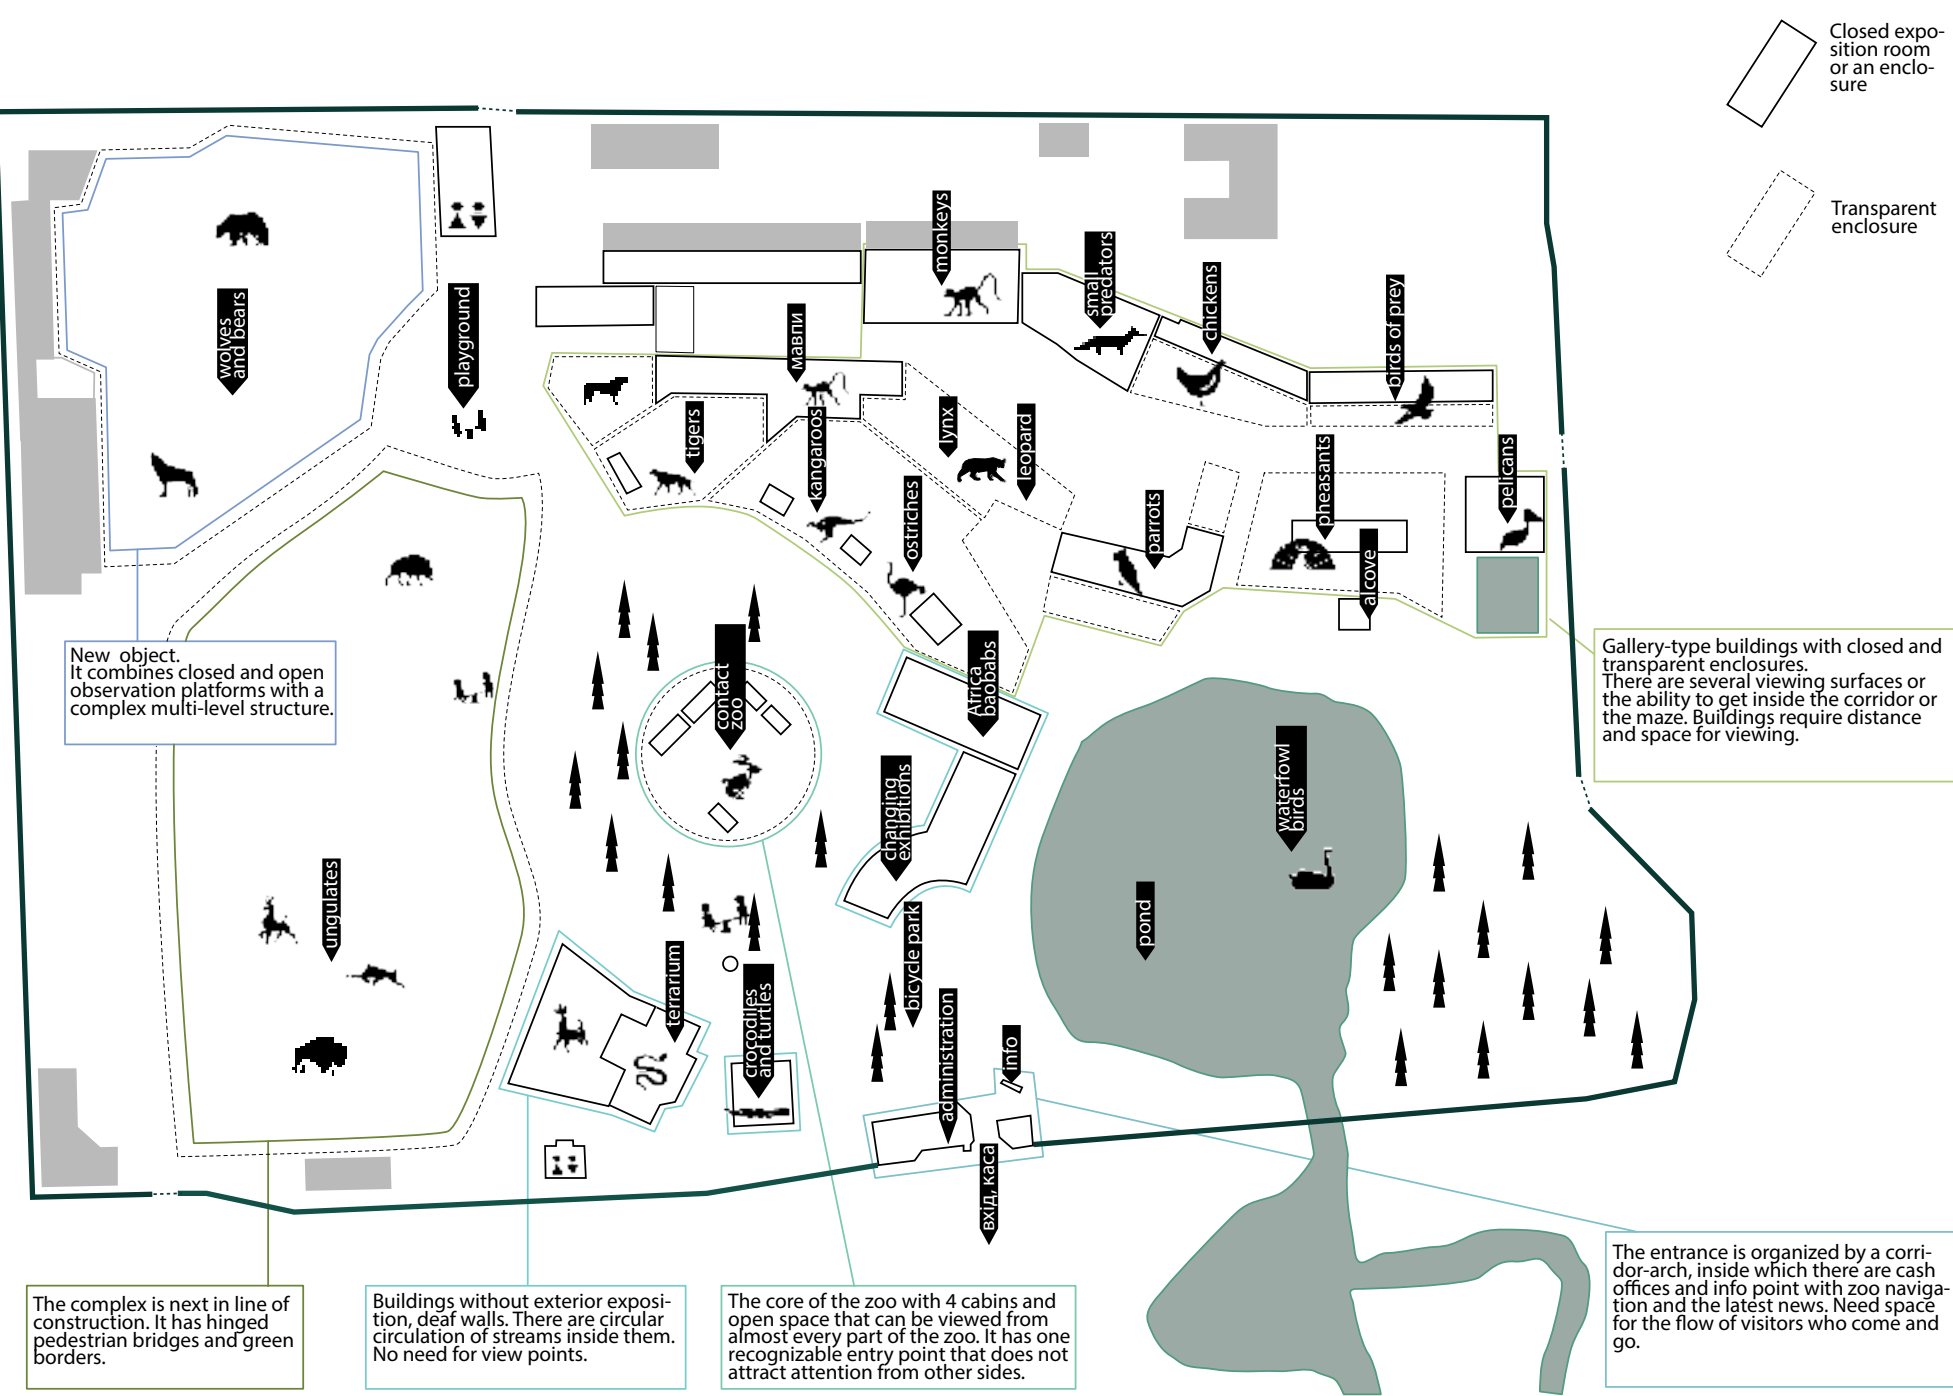 Closed expo-
sition room
or an enclo-
sure
Transparent
enclosure
wolves
and bears
playground
monkeys
small
predators
chickens
birds of prey
мавпи
tigers
kangaroos
lynx
leopard
ostriches
parrots
pheasants
alcove
pelicans
contact
zoo
Africa
baobabs
changing
exhibitions
waterfowl
birds
pond
ungulates
terrarium
crocodiles
and turtles
bicycle park
administration
info
вхід, каса
New object.
It combines closed and open
observation platforms with a
complex multi-level structure.
Gallery-type buildings with closed and
transparent enclosures.
There are several viewing surfaces or
the ability to get inside the corridor or
the maze. Buildings require distance
and space for viewing.
The complex is next in line of
construction. It has hinged
pedestrian bridges and green
borders.
Buildings without exterior exposi-
tion, deaf walls. There are circular
circulation of streams inside them.
No need for view points.
The core of the zoo with 4 cabins and
open space that can be viewed from
almost every part of the zoo. It has one
recognizable entry point that does not
attract attention from other sides.
The entrance is organized by a corri-
dor-arch, inside which there are cash
offices and info point with zoo naviga-
tion and the latest news. Need space
for the flow of visitors who come and
go.